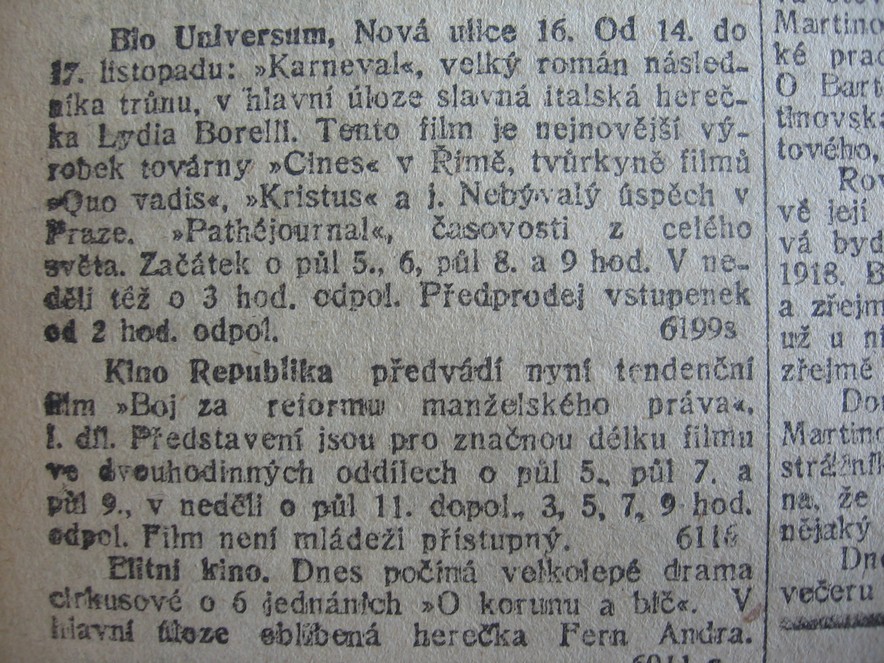 Bio Universum, Nová ulice 16. Od 14. do
17. listopadu: »Karneval«, velký román násled-
níka trůnu, v hlavní úloze slavná italská hereč-
ka Lydia Borelli. Tento film je nejnovější vý-
robek továrny »Cines« v Římě, tvůrkyně filmů
»Quo vadis«, »Kristus« a j. Nebývalý úspěch v
Praze. »Pathéjournal«, časovosti z celého
světa. Začátek o půl 5., 6, půl 8. a 9 hod. V ne-
děli též o 3 hod. odpol. Předprodej vstupenek
od 2 hod. odpol. 6199s
Kino Republika předvádí nyní tendenční
film »Boj za reformu manželského práva«,
I. díl. Představení jsou pro značnou délku filmu
ve dvouhodinných oddílech o půl 5., půl 7. a
půl 9., v neděli o půl 11. dopol., 3, 5, 7, 9 hod.
odpol. Film není mládeži přístupný. 6116
Elitní kino. Dnes počíná velkolepé drama
cirkusové o 6 jednáních »O korunu a bič«. V
hlavní úloze oblíbená herečka Fern Andra.
Martino
ké prac
O Bart
tinovská
tového,
Rov
vě její
vá byd
1918. B
a zřejm
už u ni
zřejmě
Dor
Martino
strážník
na, že
nějaký
Dne
večeru